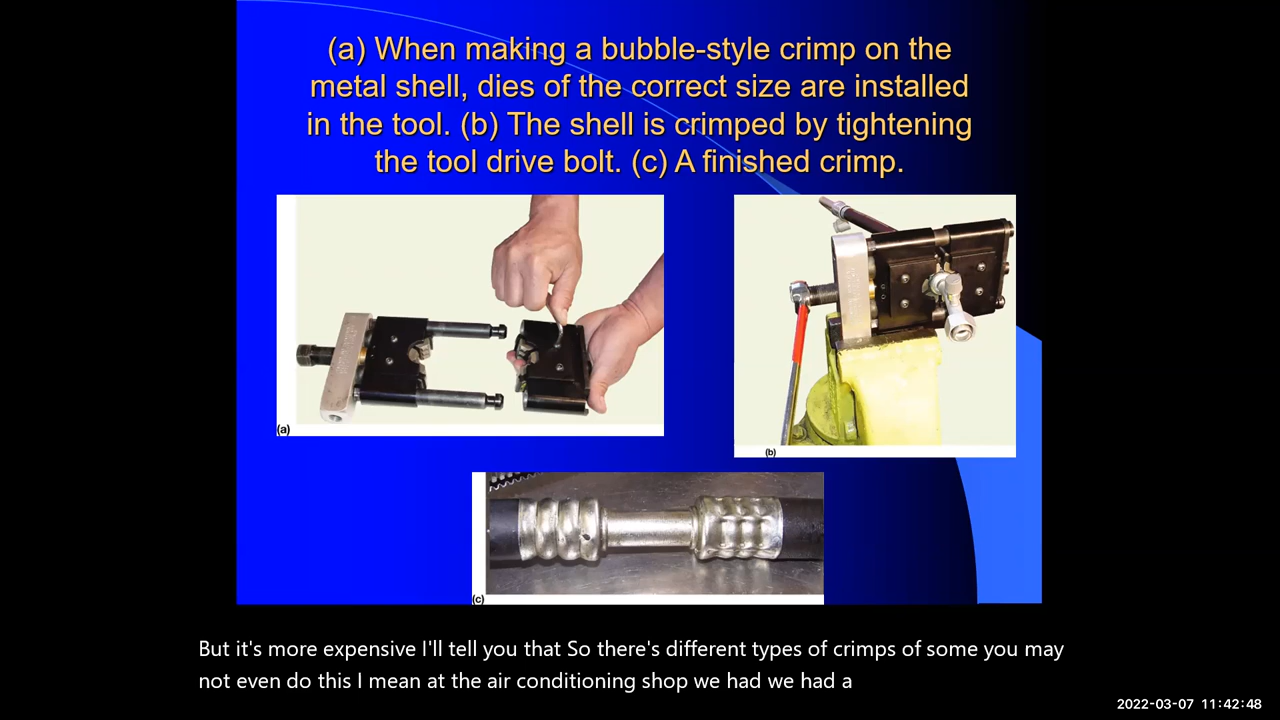 (a) When making a bubble-style crimp on the
metal shell, dies of the correct size are installed
in the tool. (b) The shell is crimped by tightening
the tool drive bolt. (c) A finished crimp.
(a)
(b)
(c)
But it's more expensive I'll tell you that So there's different types of crimps of some you may
not even do this I mean at the air conditioning shop we had we had a
2022-03-07 11:42:48